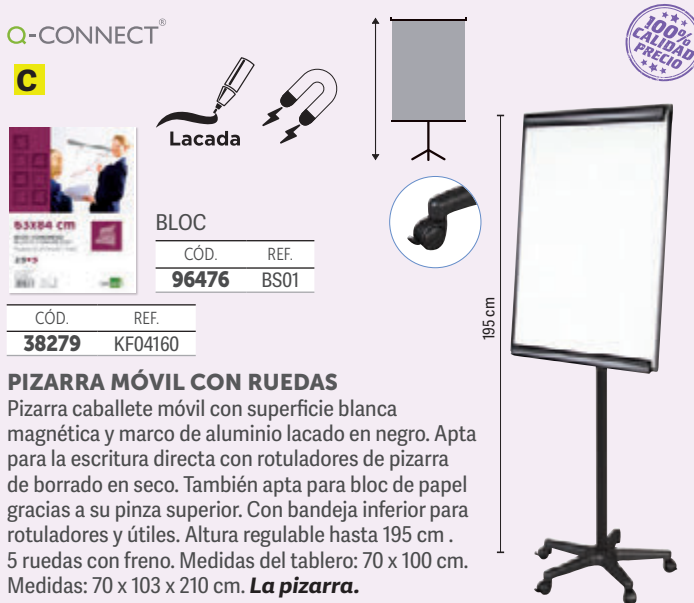 Q-CONNECT®
100%
CALIDAD
PRECIO
C
Lacada
63x84 cm
BLOC
CÓD. REF.
96476 BS01
CÓD. REF.
38279 KF04160
195 cm
PIZARRA MÓVIL CON RUEDAS
Pizarra caballete móvil con superficie blanca
magnética y marco de aluminio lacado en negro. Apta
para la escritura directa con rotuladores de pizarra
de borrado en seco. También apta para bloc de papel
gracias a su pinza superior. Con bandeja inferior para
rotuladores y útiles. Altura regulable hasta 195 cm .
5 ruedas con freno. Medidas del tablero: 70 x 100 cm.
Medidas: 70 x 103 x 210 cm. La pizarra.